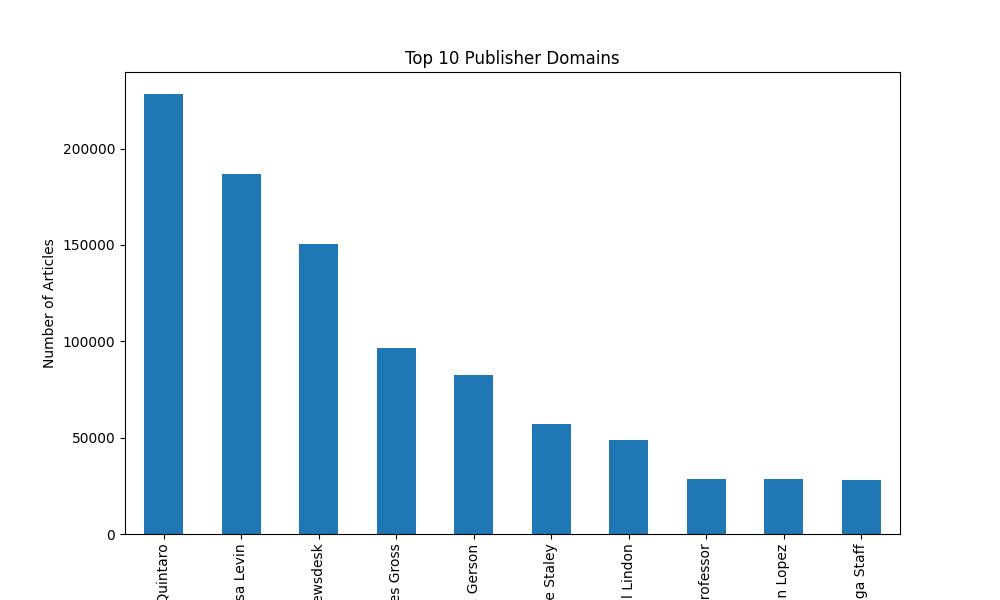 Top 10 Publisher Domains
Number of Articles
200000
150000
100000
50000
0
Quintaro
sa Levin
ewsdesk
es Gross
Gerson
e Staley
l Lindon
rofessor
n Lopez
ga Staff